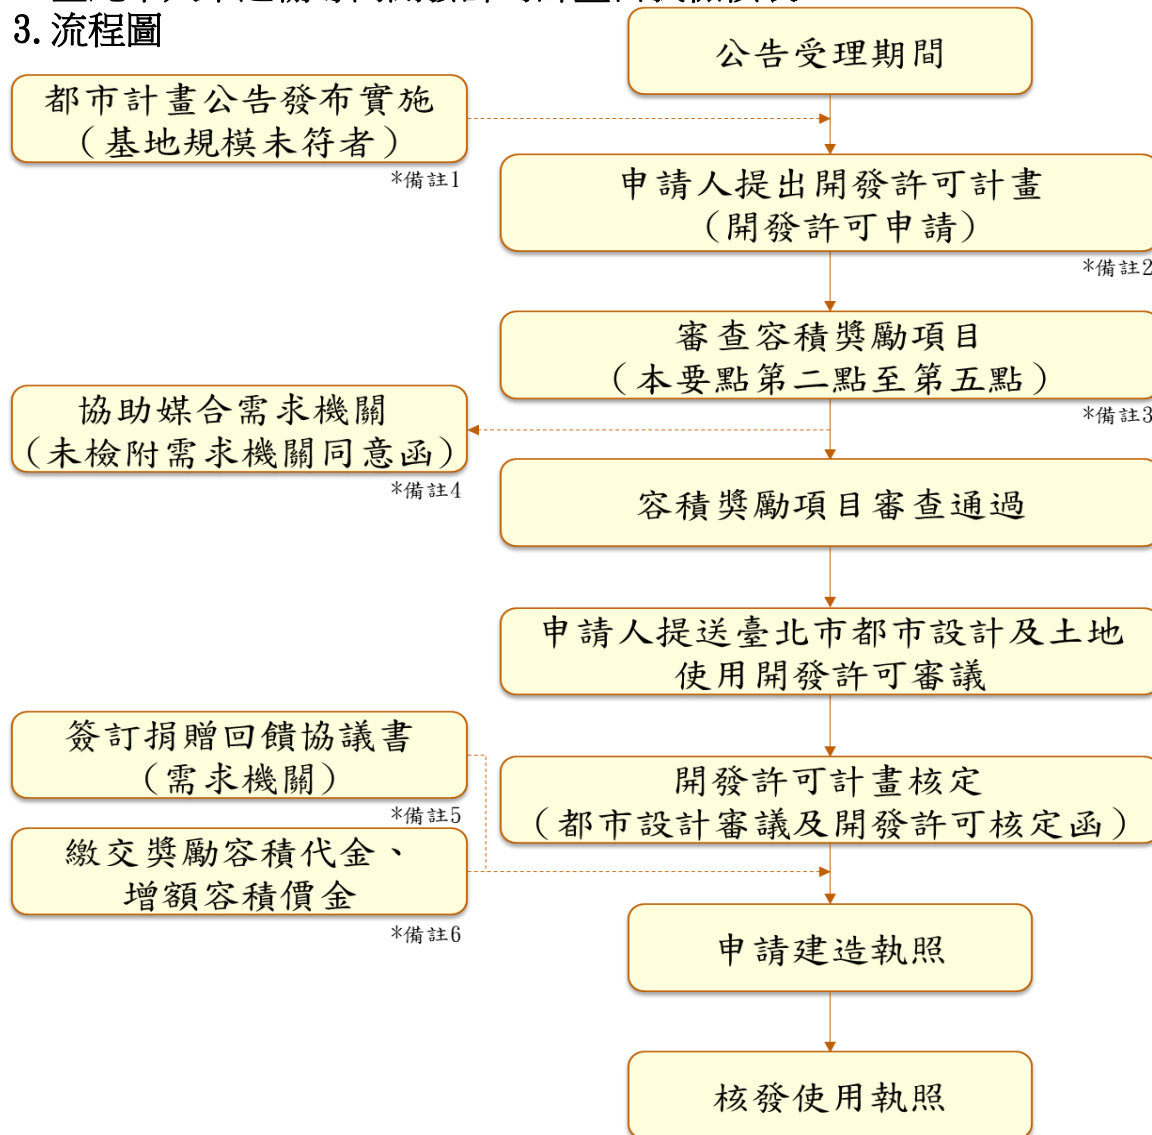 3.流程圖
公告受理期間
都市計畫公告發布實施
（基地規模未符者）
*備註1
申請人提出開發許可計畫
（開發許可申請）
*備註2
審查容積獎勵項目
（本要點第二點至第五點）
*備註3
協助媒合需求機關
（未檢附需求機關同意函）
*備註4
容積獎勵項目審查通過
申請人提送臺北市都市設計及土地
使用開發許可審議
簽訂捐贈回饋協議書
（需求機關）
*備註5
開發許可計畫核定
（都市設計審議及開發許可核定函）
繳交獎勵容積代金、
增額容積價金
*備註6
申請建造執照
核發使用執照